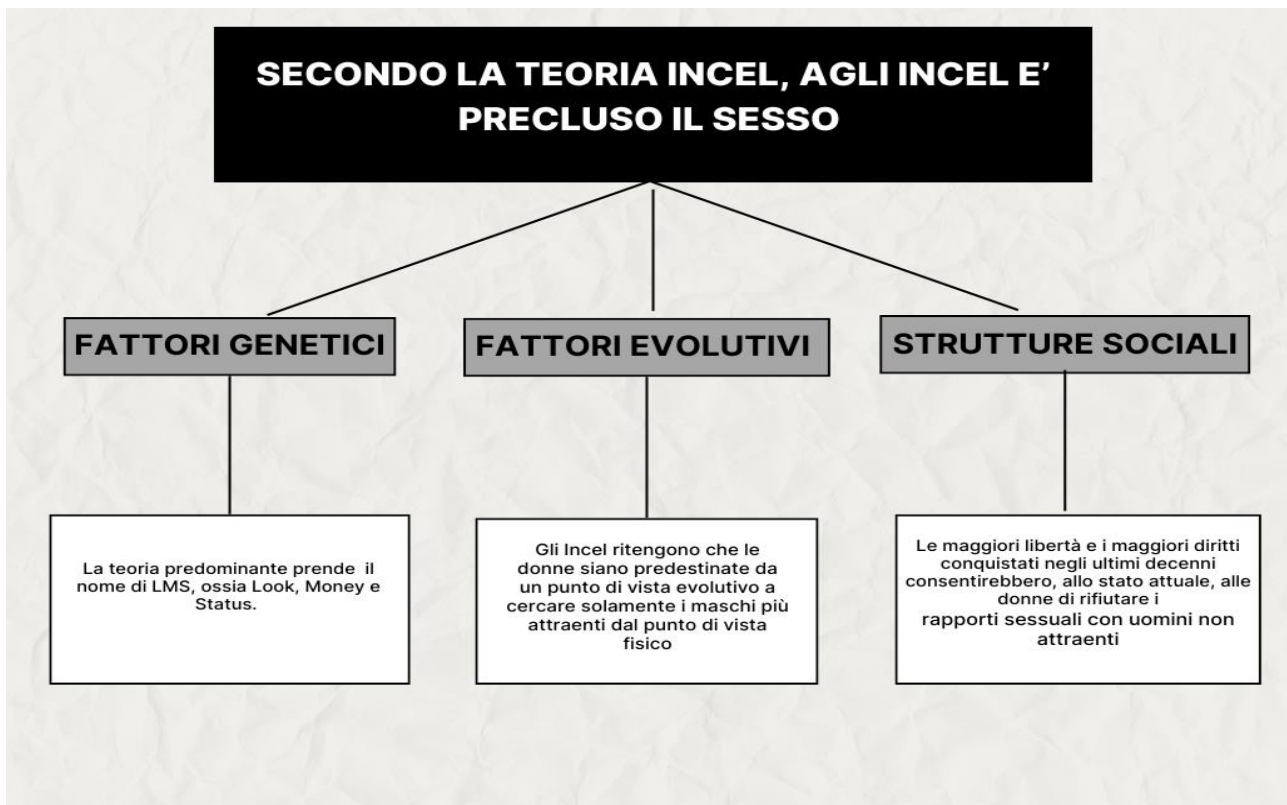 SECONDO LA TEORIA INCEL, AGLI INCEL E'
PRECLUSO IL SESSO
FATTORI GENETICI
FATTORI EVOLUTIVI
STRUTTURE SOCIALI
La teoria predominante prende il
nome di LMS, ossia Look, Money e
Status.
Gli Incel ritengono che le
donne siano predestinate da
un punto di vista evolutivo a
cercare solamente i maschi più
attraenti dal punto di vista
fisico
Le maggiori libertà e i maggiori diritti
conquistati negli ultimi decenni
consentirebbero, allo stato attuale, alle
donne di rifiutare i
rapporti sessuali con uomini non
attraenti